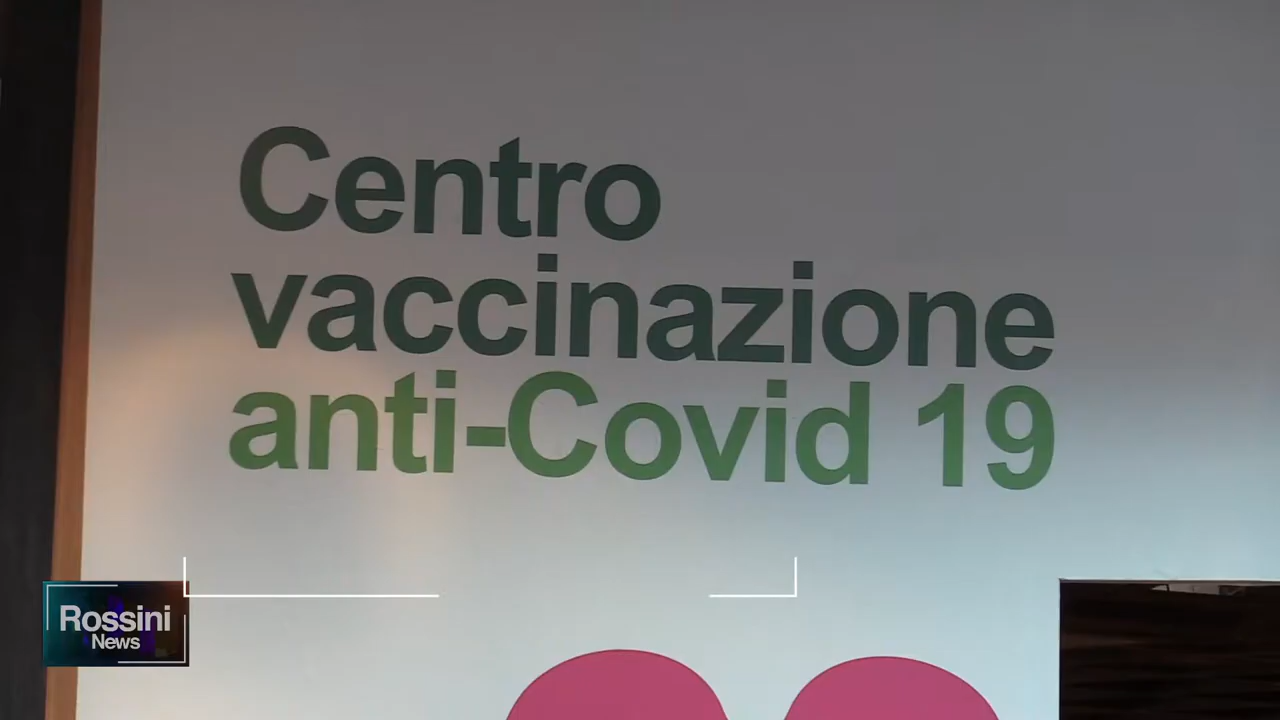 Centro
vaccinazione
anti-Covid 19
Rossini
News